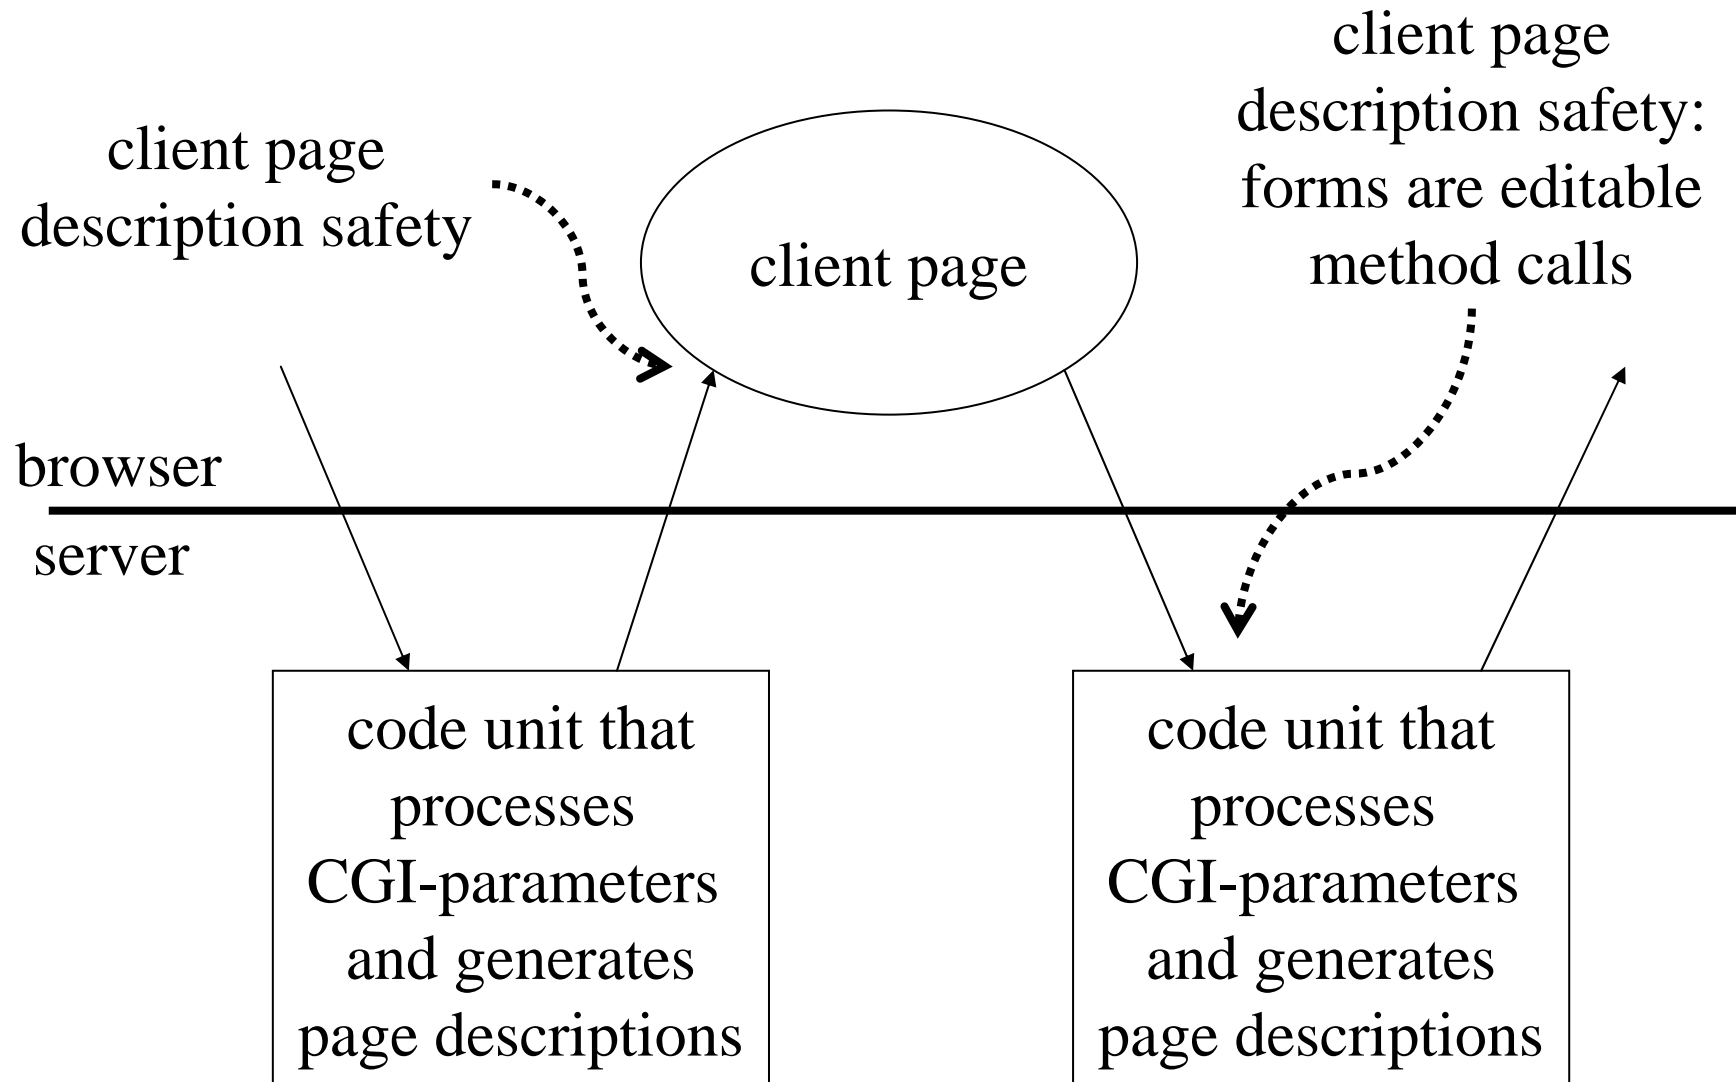 client page
description safety
client page
client page
description safety:
forms are editable
method calls
browser
server
code unit that
processes
CGI-parameters
and generates
page descriptions
code unit that
processes
CGI-parameters
and generates
page descriptions